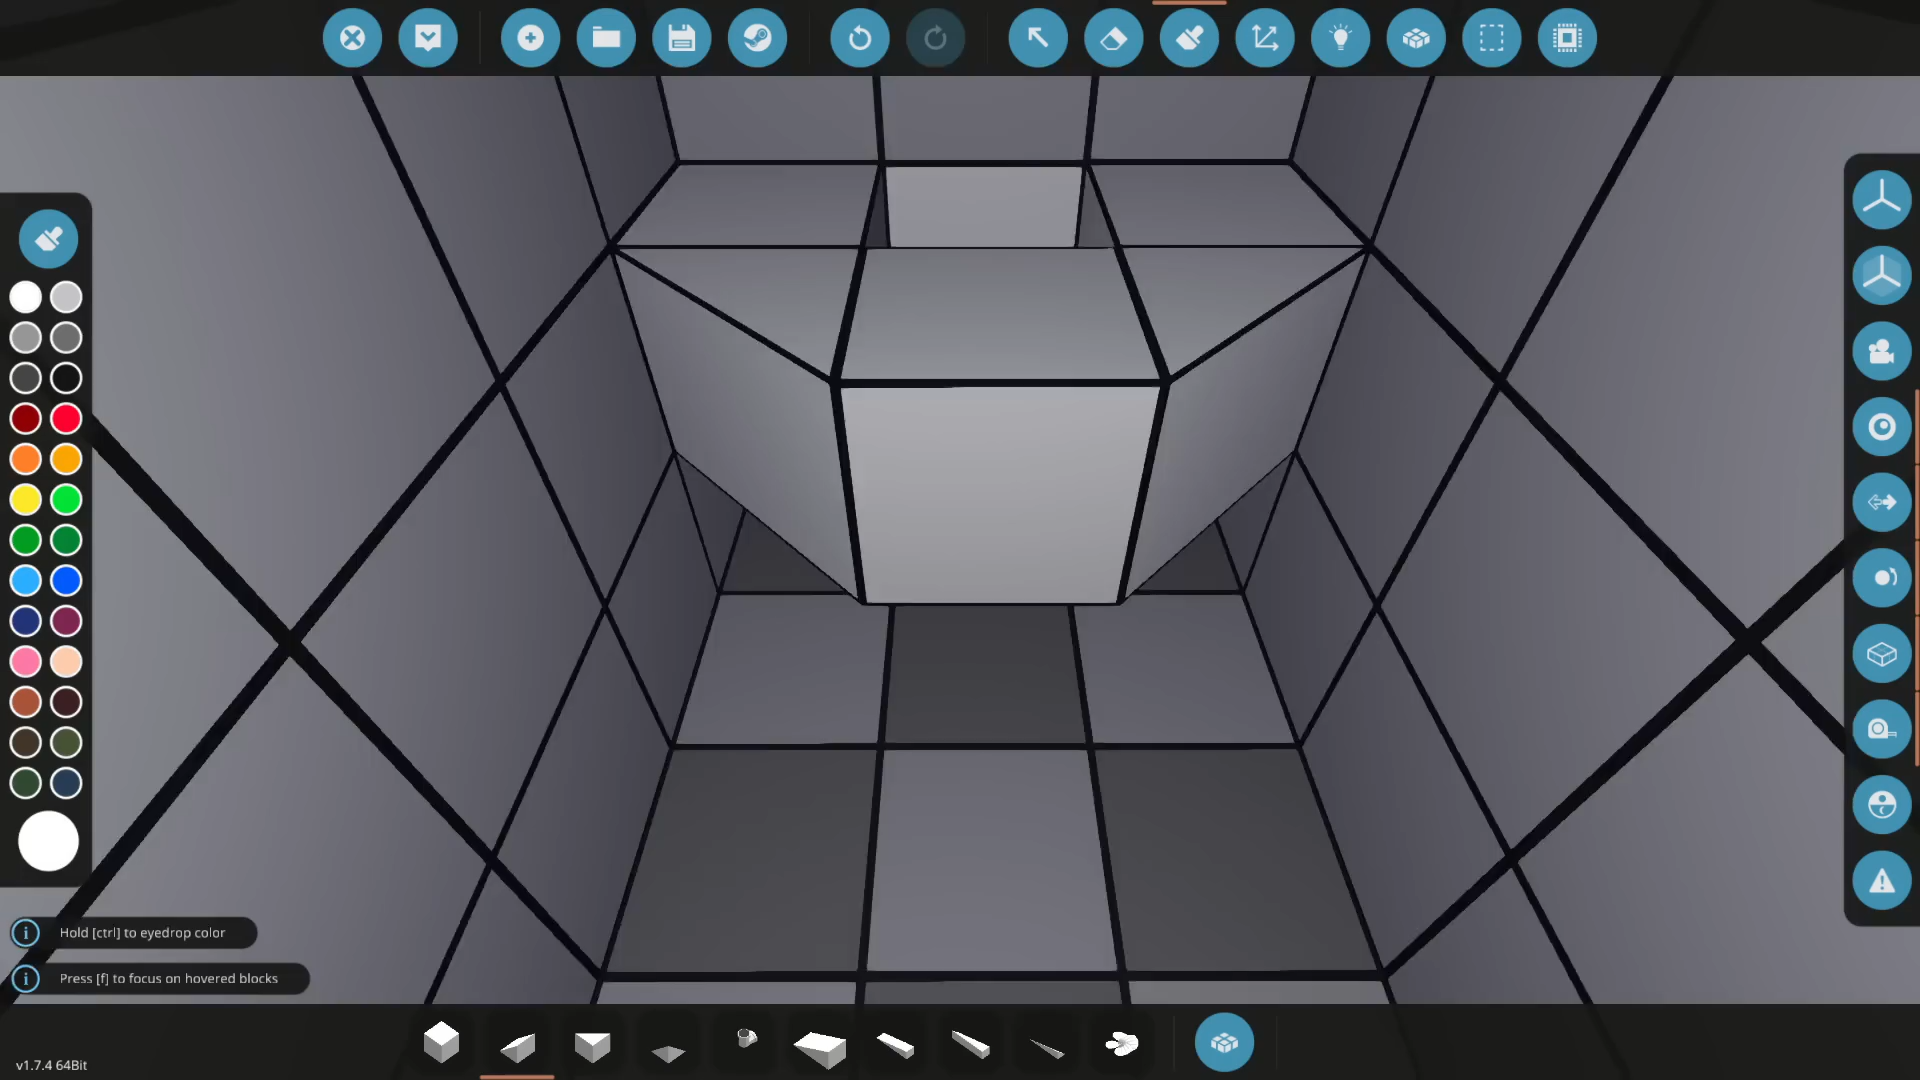 Hold [ctrl] to eyedrop color
Press [f] to focus on hovered blocks
v1.7.4 64Bit